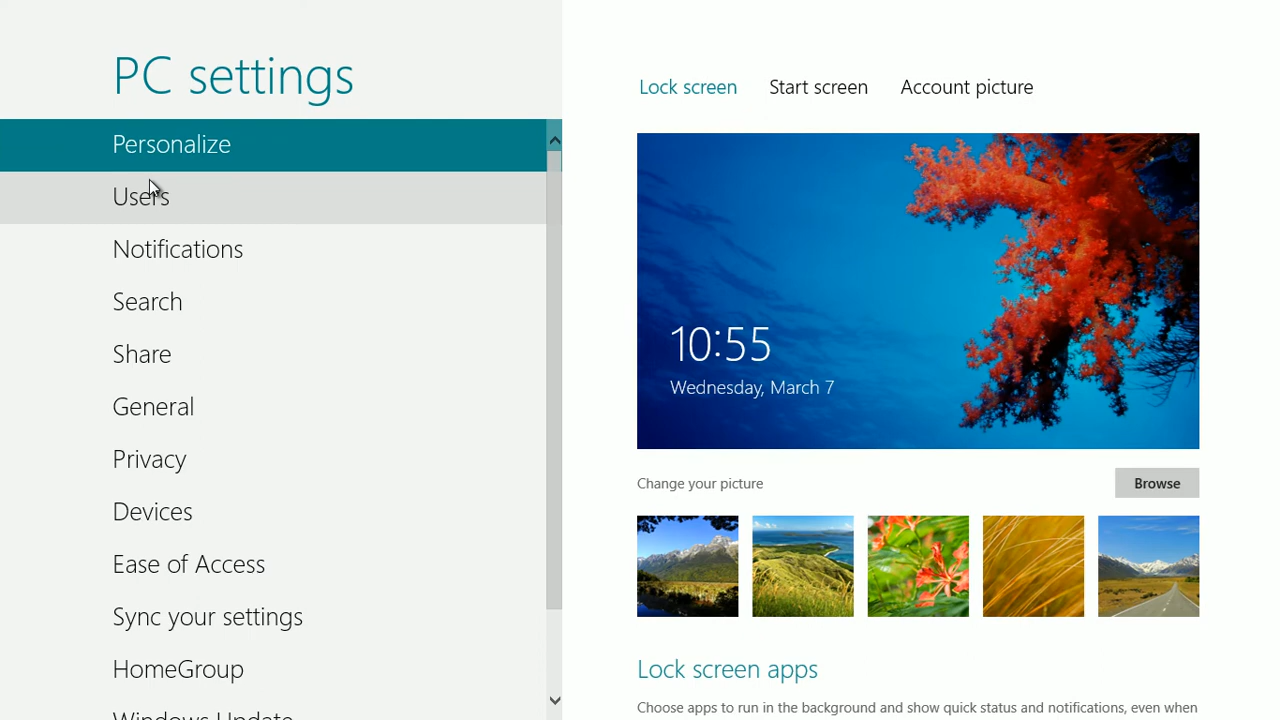 PC settings
Personalize
Users
Notifications
Search
Share
General
Privacy
Devices
Ease of Access
Sync your settings
HomeGroup
Windows Update
Lock screen
Start screen
Account picture
10:55
Wednesday, March 7
Change your picture
Browse
Lock screen apps
Choose apps to run in the background and show quick status and notifications, even when